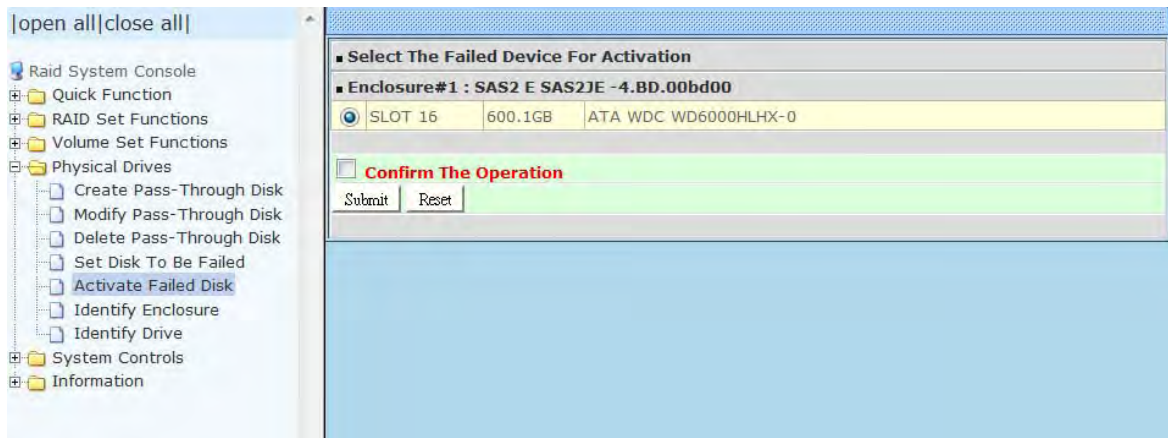 |open all|close all|
Raid System Console
Quick Function
RAID Set Functions
Volume Set Functions
Physical Drives
Create Pass-Through Disk
Modify Pass-Through Disk
Delete Pass-Through Disk
Set Disk To Be Failed
Activate Failed Disk
Identify Enclosure
Identify Drive
System Controls
Information
Select The Failed Device For Activation
Enclosure#1 : SAS2 E SAS2JE -4.BD.00bd00
SLOT 16 600.1GB ATA WDC WD6000HLHX-0
Confirm The Operation
Submit Reset